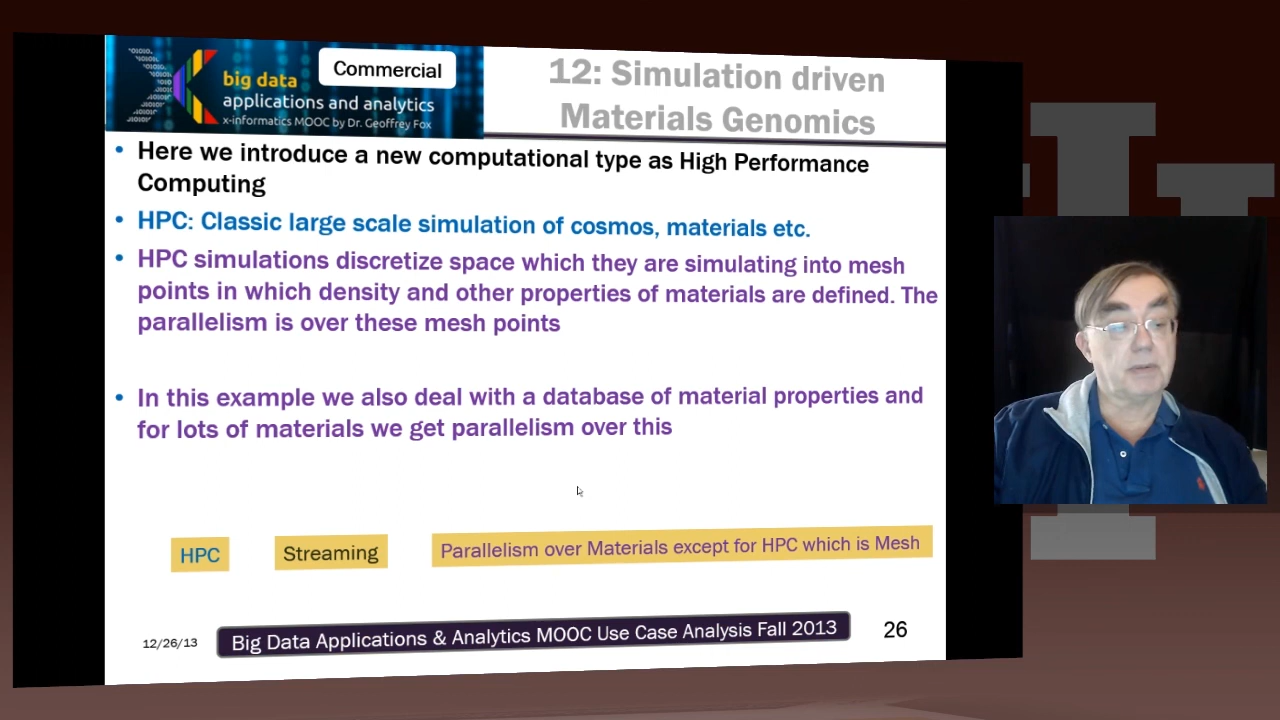 Commercial
big data
applications and analytics
x-informatics MOOC by Dr. Geoffrey Fox
12: Simulation driven
Materials Genomics
• Here we introduce a new computational type as High Performance
Computing
• HPC: Classic large scale simulation of cosmos, materials etc.
• HPC simulations discretize space which they are simulating into mesh
points in which density and other properties of materials are defined. The
parallelism is over these mesh points
• In this example we also deal with a database of material properties and
for lots of materials we get parallelism over this
HPC
Streaming
Parallelism over Materials except for HPC which is Mesh
12/26/13
Big Data Applications & Analytics MOOC Use Case Analysis Fall 2013
26